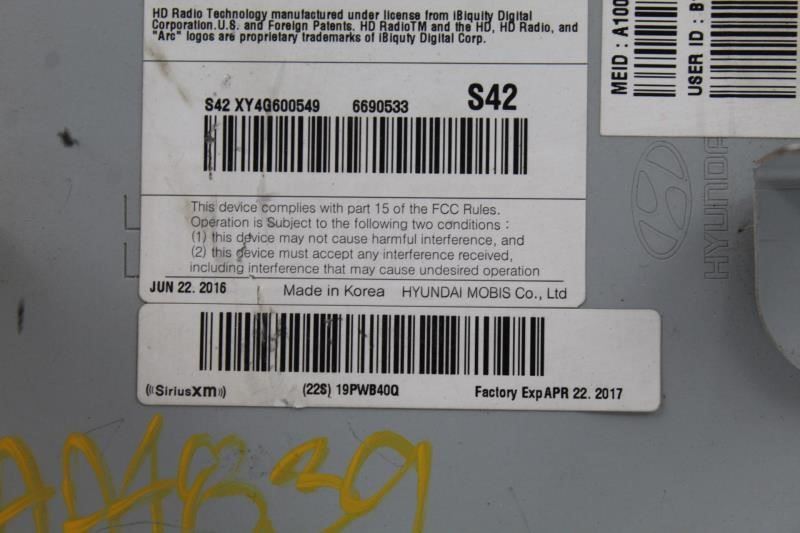 HD Radio Technology manufactured under license from iBiquity Digital
Corporation.U.S. and Foreign Patents. HD RadioTM and the HD, HD Radio, and
"Arc" logos are proprietary trademarks of iBiquty Digital Corp.
S42 XY4G600549 6690533 S42
This device complies with part 15 of the FCC Rules.
Operation is Subject to the following two conditions :
(1) this device may not cause harmful interference, and
(2) this device must accept any interference received,
including interference that may cause undesired operation
JUN 22. 2016 Made in Korea HYUNDAI MOBIS Co., Ltd
SiriusXM (22S) 19PWB40Q Factory Exp APR 22. 2017
MEID : A100
USER ID :
HYUNDAI